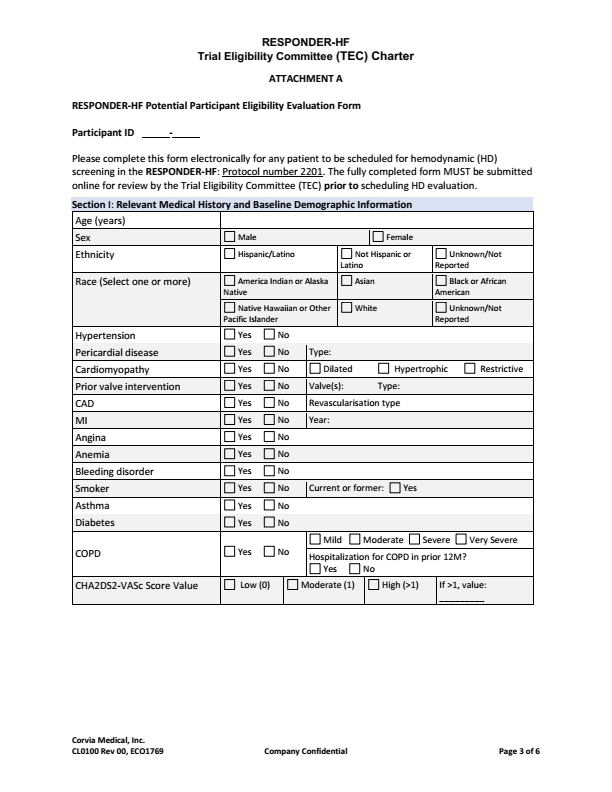 RESPONDER-HF
Trial Eligibility Committee (TEC) Charter
ATTACHMENT A
RESPONDER-HF Potential Participant Eligibility Evaluation Form
Participant ID _____-_____
Please complete this form electronically for any patient to be scheduled for hemodynamic (HD)
screening in the RESPONDER-HF: Protocol number 2201. The fully completed form MUST be submitted
online for review by the Trial Eligibility Committee (TEC) prior to scheduling HD evaluation.
Section I: Relevant Medical History and Baseline Demographic Information
Age (years)
Sex ☐ Male ☐ Female
Ethnicity ☐ Hispanic/Latino ☐ Not Hispanic or Latino ☐ Unknown/Not Reported
Race (Select one or more) ☐ America Indian or Alaska Native ☐ Asian ☐ Black or African American
☐ Native Hawaiian or Other Pacific Islander ☐ White ☐ Unknown/Not Reported
Hypertension ☐ Yes ☐ No
Pericardial disease ☐ Yes ☐ No Type:
Cardiomyopathy ☐ Yes ☐ No ☐ Dilated ☐ Hypertrophic ☐ Restrictive
Prior valve intervention ☐ Yes ☐ No Valve(s): Type:
CAD ☐ Yes ☐ No Revascularisation type
MI ☐ Yes ☐ No Year:
Angina ☐ Yes ☐ No
Anemia ☐ Yes ☐ No
Bleeding disorder ☐ Yes ☐ No
Smoker ☐ Yes ☐ No Current or former: ☐ Yes
Asthma ☐ Yes ☐ No
Diabetes ☐ Yes ☐ No
COPD ☐ Yes ☐ No ☐ Mild ☐ Moderate ☐ Severe ☐ Very Severe
Hospitalization for COPD in prior 12M?
☐ Yes ☐ No
CHA2DS2-VASc Score Value ☐ Low (0) ☐ Moderate (1) ☐ High (>1) If >1, value:
_________
Corvia Medical, Inc.
CL0100 Rev 00, ECO1769 Company Confidential Page 3 of 6